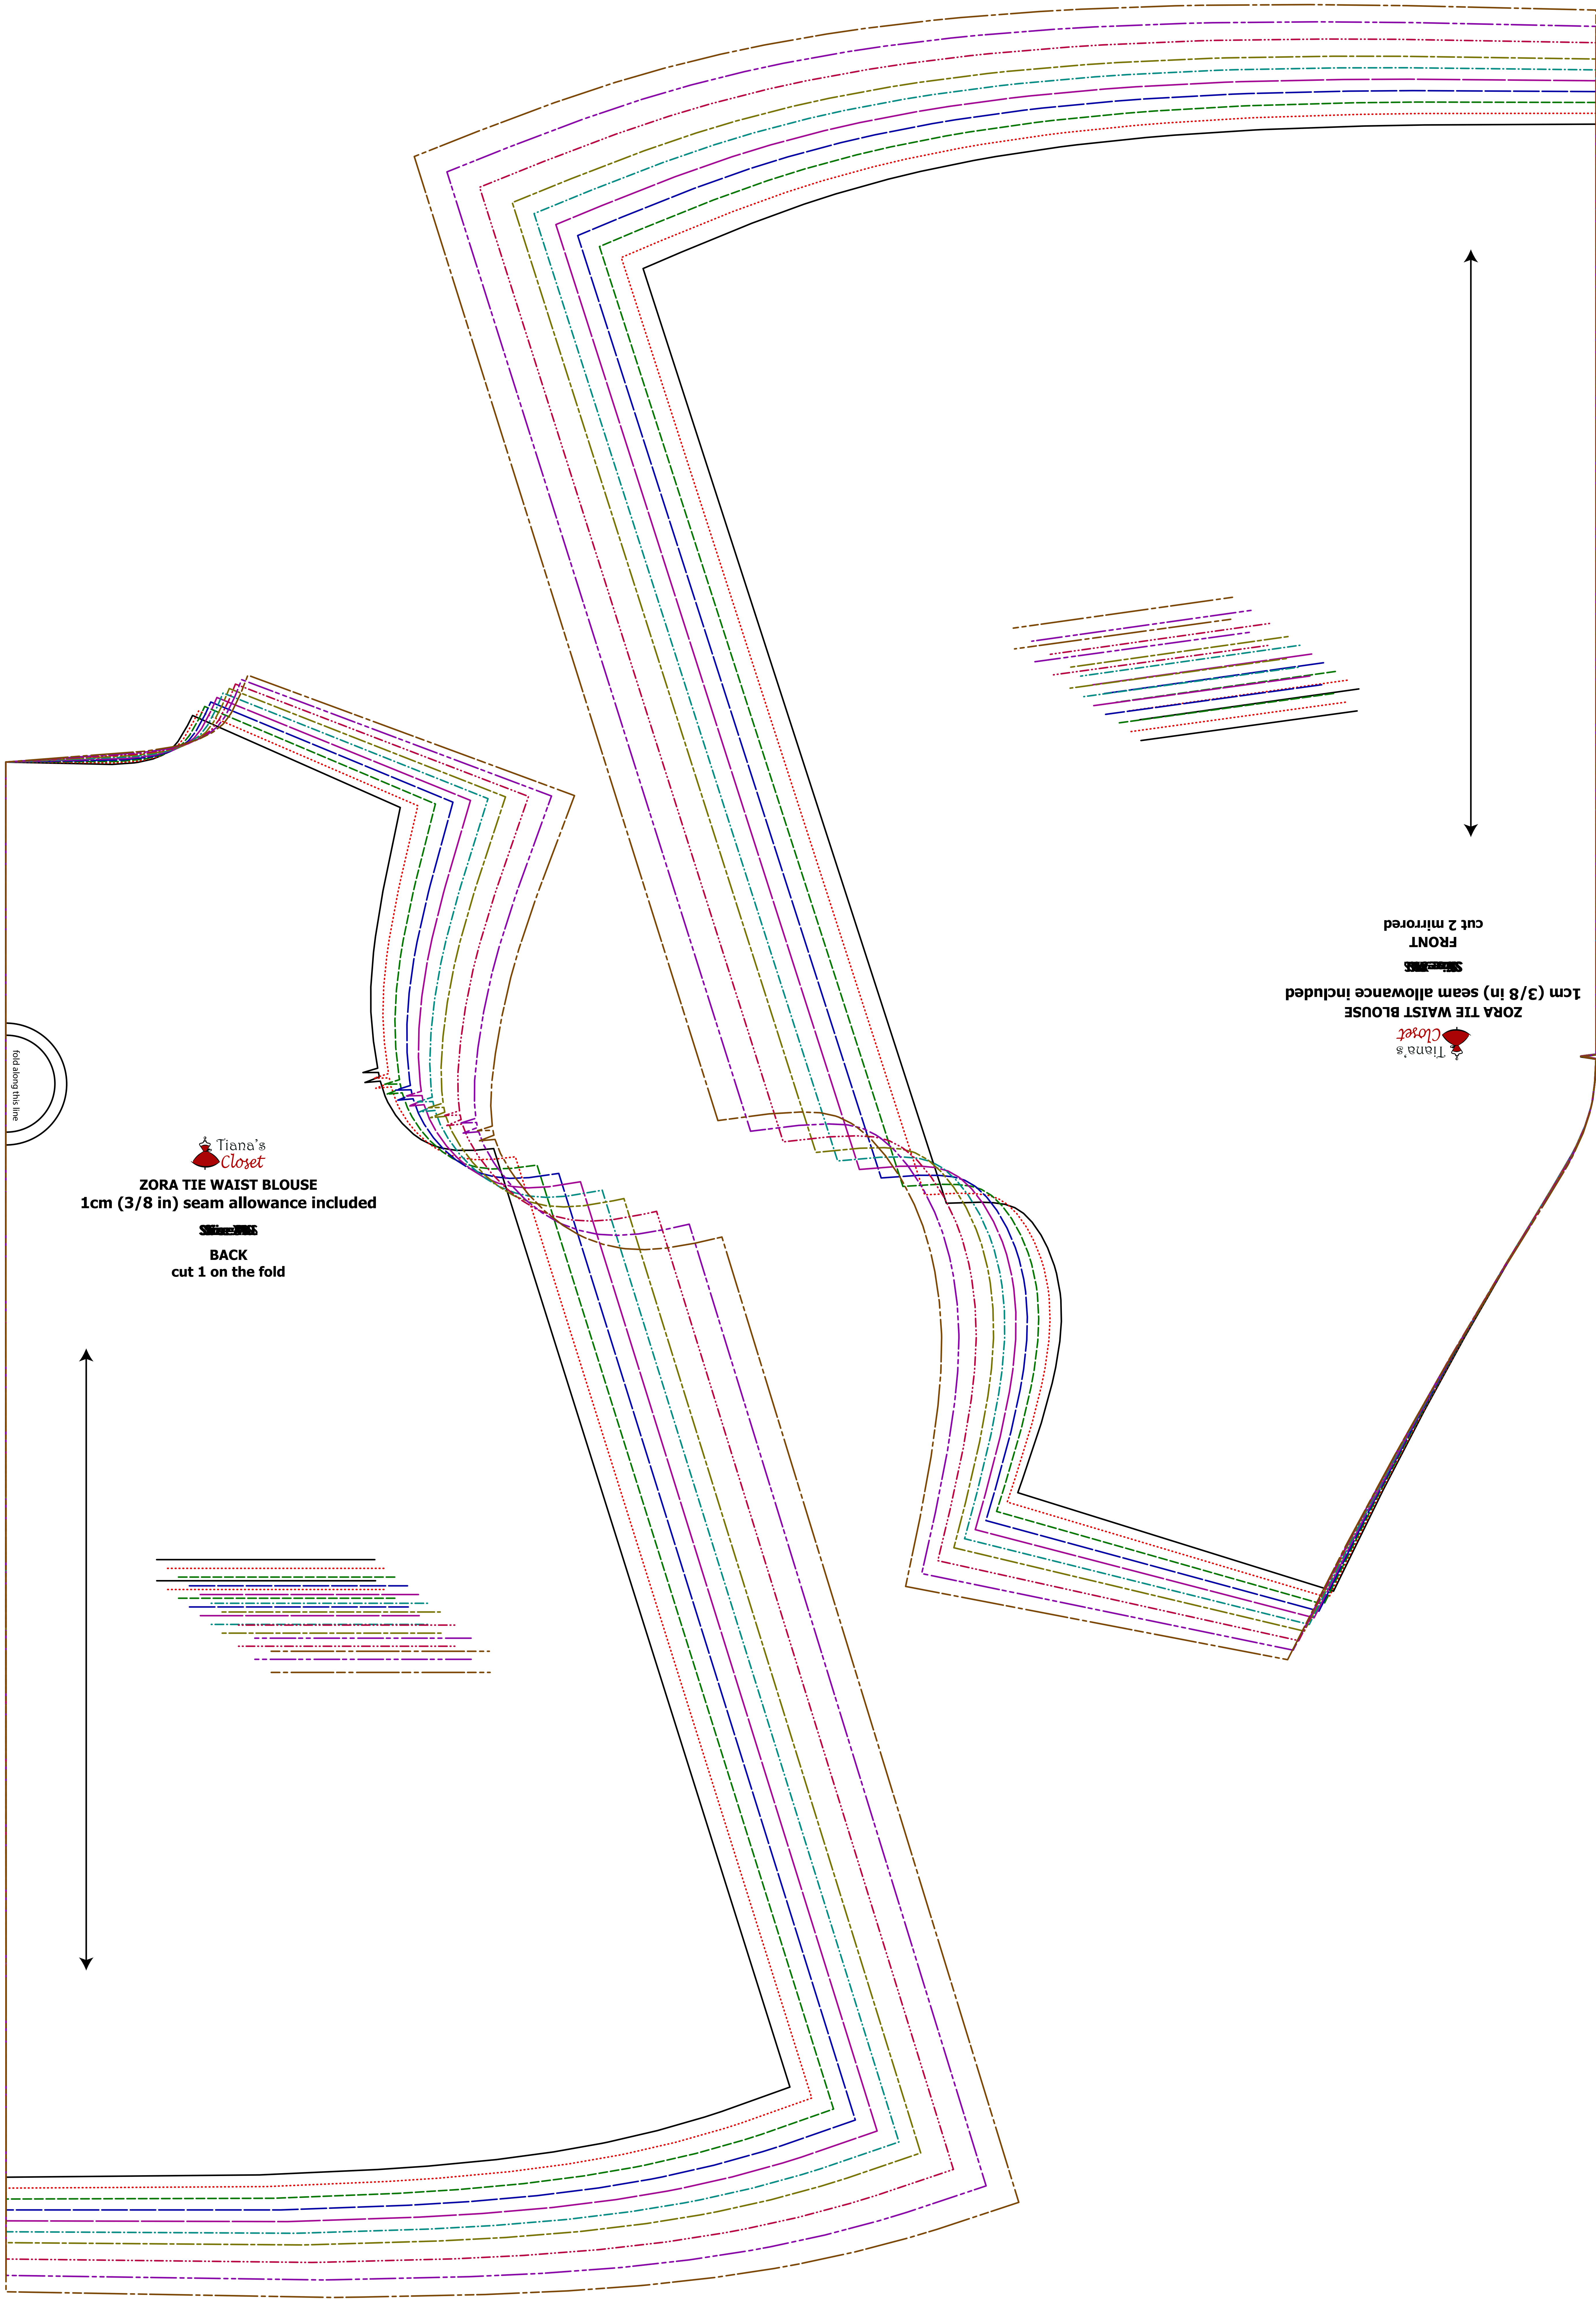 fold along this line
Tiana's
Closet
ZORA TIE WAIST BLOUSE
1cm (3/8 in) seam allowance included
BACK
cut 1 on the fold
Tiana's
Closet
ZORA TIE WAIST BLOUSE
1cm (3/8 in) seam allowance included
FRONT
cut 2 mirrored